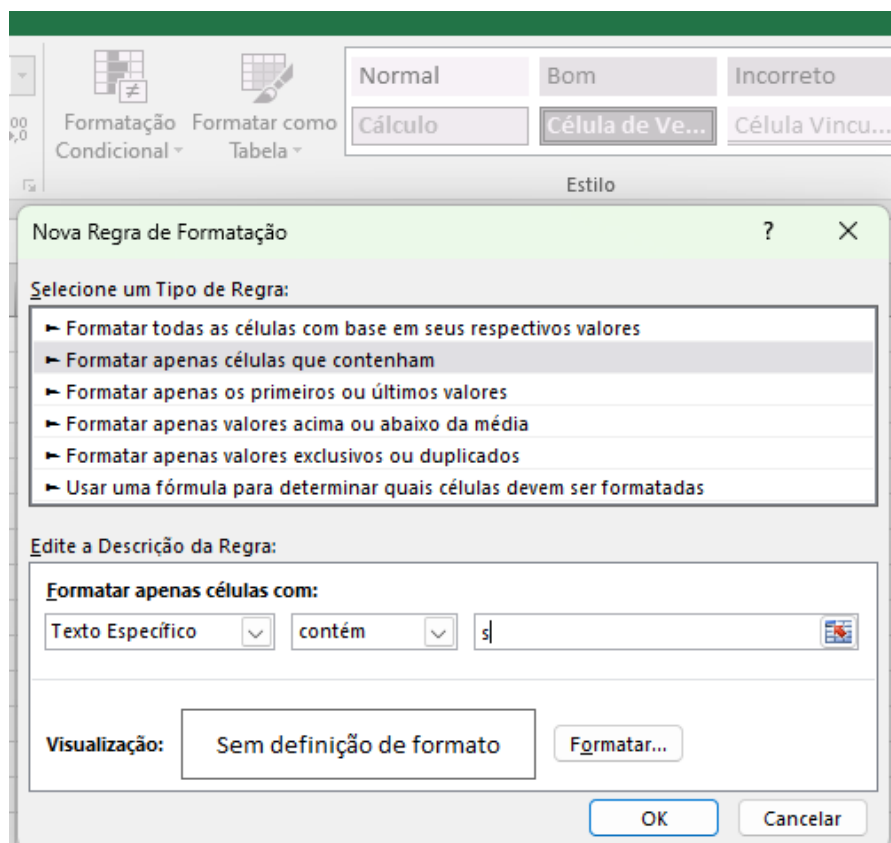 Normal Bom Incorreto
00
,0
Formatação Formatar como
Condicional Tabela
Cálculo Célula de Ve... Célula Vincu...
Estilo
Nova Regra de Formatação ?
Selecione um Tipo de Regra:
► Formatar todas as células com base em seus respectivos valores
► Formatar apenas células que contenham
► Formatar apenas os primeiros ou últimos valores
► Formatar apenas valores acima ou abaixo da média
► Formatar apenas valores exclusivos ou duplicados
► Usar uma fórmula para determinar quais células devem ser formatadas
Edite a Descrição da Regra:
Formatar apenas células com:
Texto Específico contém s
Visualização: Sem definição de formato Formatar...
OK Cancelar